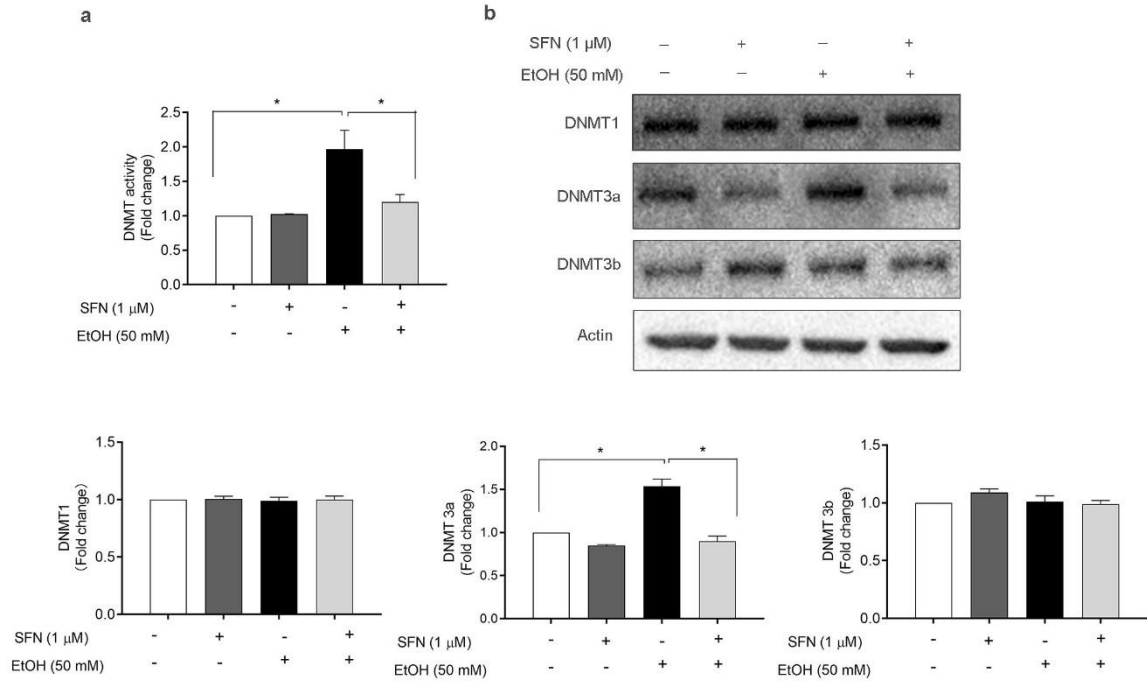 a
DNMT activity
(Fold change)
2.5
2.0
1.5
1.0
0.5
0.0
* *
SFN (1 μM) - + - +
EtOH (50 mM) - - + +
b
SFN (1 μM) – + – +
EtOH (50 mM) – – + +
DNMT1
DNMT3a
DNMT3b
Actin
DNMT1
(Fold change)
1.5
1.0
0.5
0.0
SFN (1 μM) - + - +
EtOH (50 mM) - - + +
DNMT 3a
(Fold change)
2.0
1.5
1.0
0.5
0.0
* *
SFN (1 μM) - + - +
EtOH (50 mM) - - + +
DNMT 3b
(Fold change)
1.5
1.0
0.5
0.0
SFN (1 μM) - + - +
EtOH (50 mM) - - + +